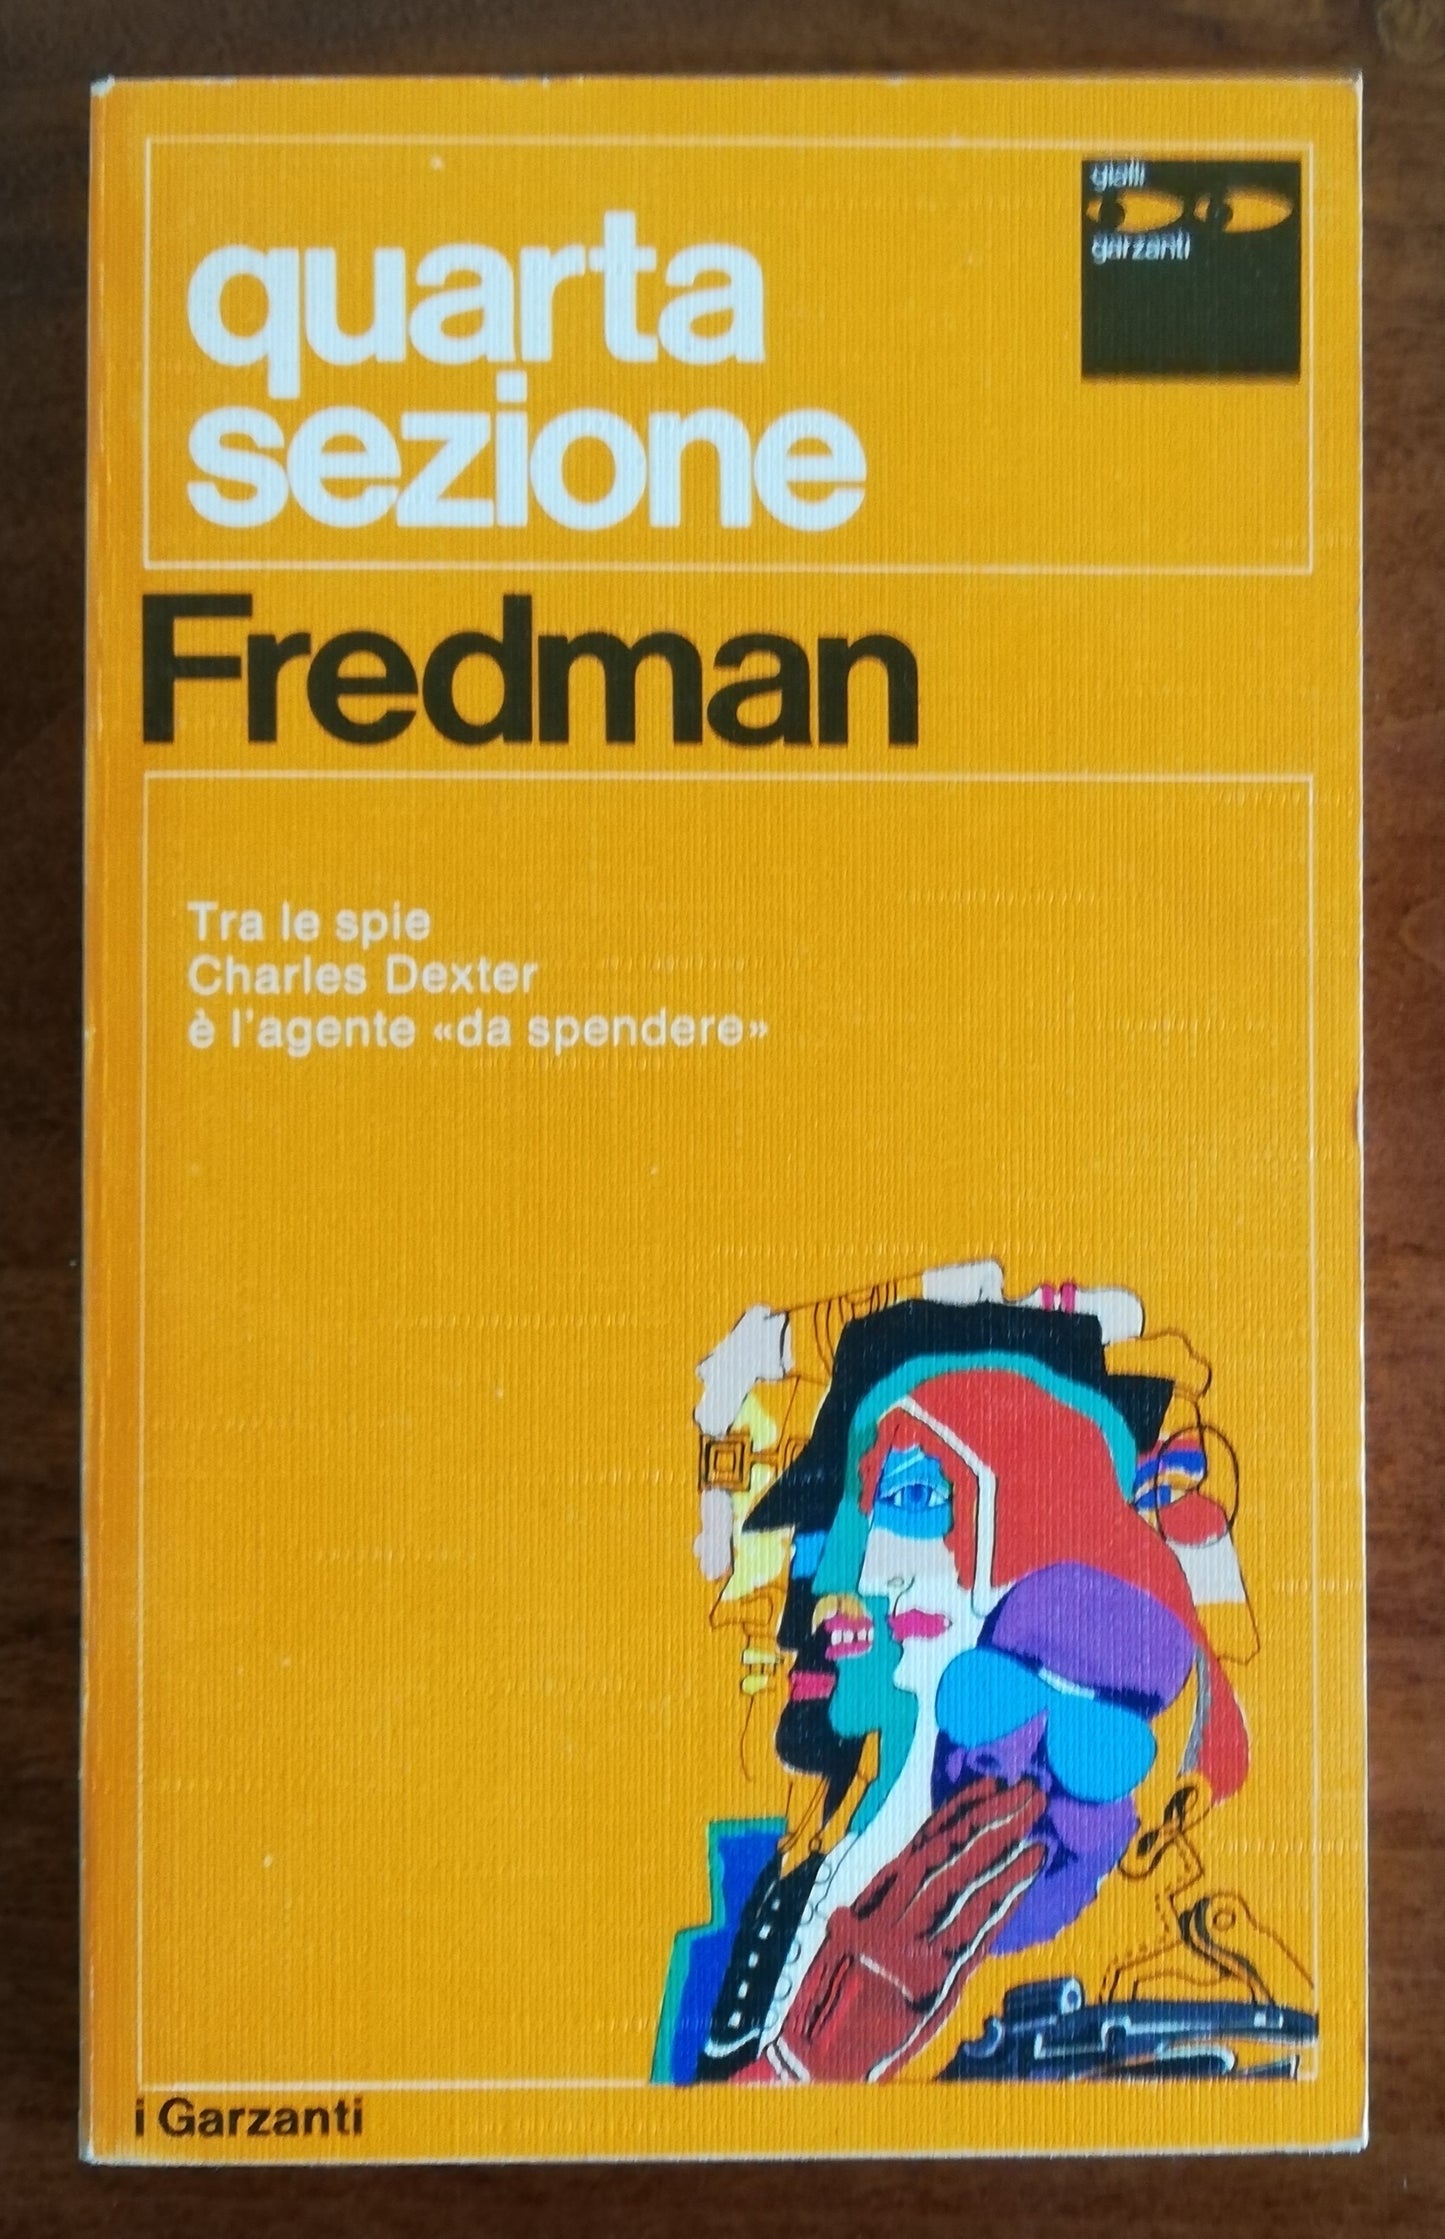 gialli
garzanti
quarta
sezione
Fredman
Tra le spie
Charles Dexter
è l'agente «da spendere»
i Garzanti